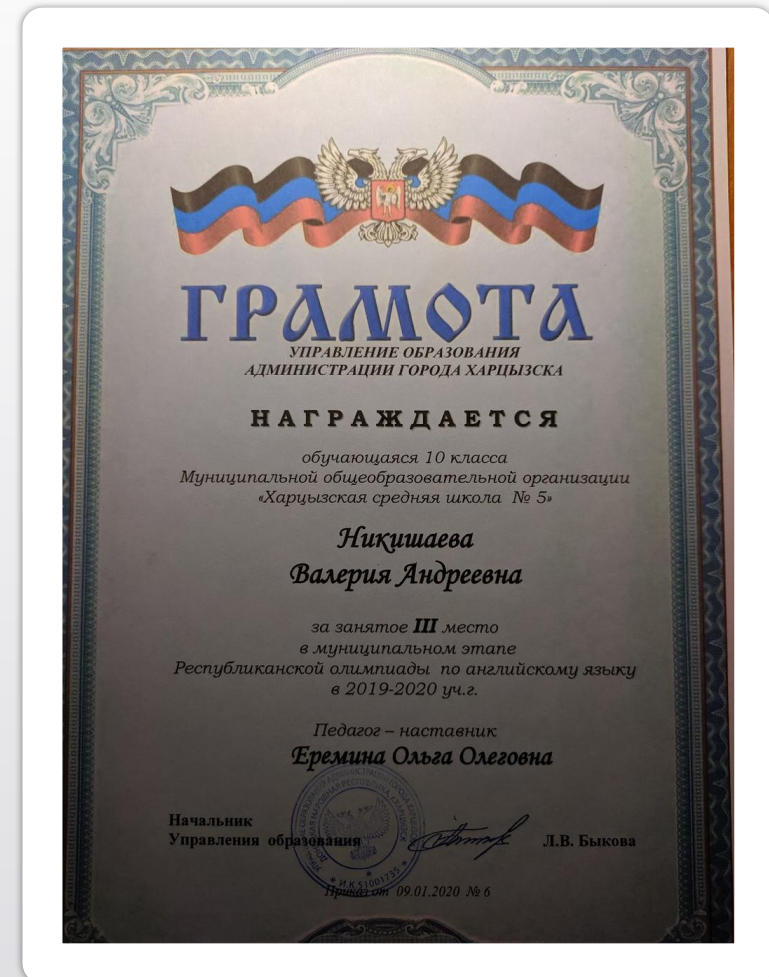 ГРАМОТА
УПРАВЛЕНИЕ ОБРАЗОВАНИЯ
АДМИНИСТРАЦИИ ГОРОДА ХАРЦЫЗСКА
НАГРАЖДАЕТСЯ
обучающаяся 10 класса
Муниципальной общеобразовательной организации
«Харцызская средняя школа № 5»
Никишаева
Валерия Андреевна
за занятое III место
в муниципальном этапе
Республиканской олимпиады по английскому языку
в 2019-2020 уч.г.
Педагог – наставник
Еремина Ольга Олеговна
Начальник
Управления образования
Л.В. Быкова
И.К 51001735
Приказ от 09.01.2020 № 6